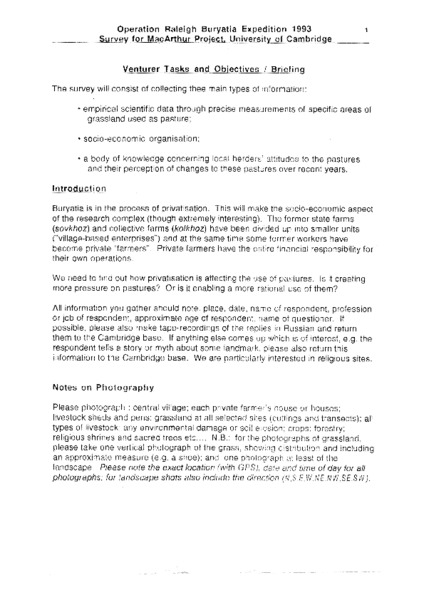 Operation Raleigh Buryatia Expedition 1993 1
Survey for MacArthur Project, University of Cambridge
Venturer Tasks and Objectives / Briefing
The survey will consist of collecting thee main types of information:
• empirical scientific data through precise measurements of specific areas of
grassland used as pasture;
• socio-economic organisation;
• a body of knowledge concerning local herders' attitudes to the pastures
and their perception of changes to these pastures over recent years.
Introduction
Buryatia is in the process of privatisation. This will make the socio-economic aspect
of the research complex (though extremely interesting). The former state farms
(sovkhoz) and collective farms (kolkhoz) have been divided up into smaller units
("village-based enterprises") and at the same time some former workers have
become private "farmers". Private farmers have the entire financial responsibility for
their own operations.
We need to find out how privatisation is affecting the use of pastures. Is it creating
more pressure on pastures? Or is it enabling a more rational use of them?
All information you gather should note: place, date, name of respondent, profession
or job of respondent, approximate age of respondent, name of questioner. If
possible, please also make tape-recordings of the replies in Russian and return
them to the Cambridge base. If anything else comes up which is of interest, e.g. the
respondent tells a story or myth about some landmark, please also return this
information to the Cambridge base. We are particularly interested in religious sites.
Notes on Photography
Please photograph : central village; each private farmer's house or houses;
livestock sheds and pens; grassland at all selected sites (cuttings and transects); all
types of livestock; any environmental damage or soil erosion; crops; forestry;
religious shrines and sacred trees etc.... N.B.: for the photographs of grassland,
please take one vertical photograph of the grass, showing distribution and including
an approximate measure (e.g. a shoe); and one photograph at least of the
landscape. Please note the exact location (with GPS), date and time of day for all
photographs; for landscape shots also include the direction (N,S,E,W,NE,NW,SE,SW).